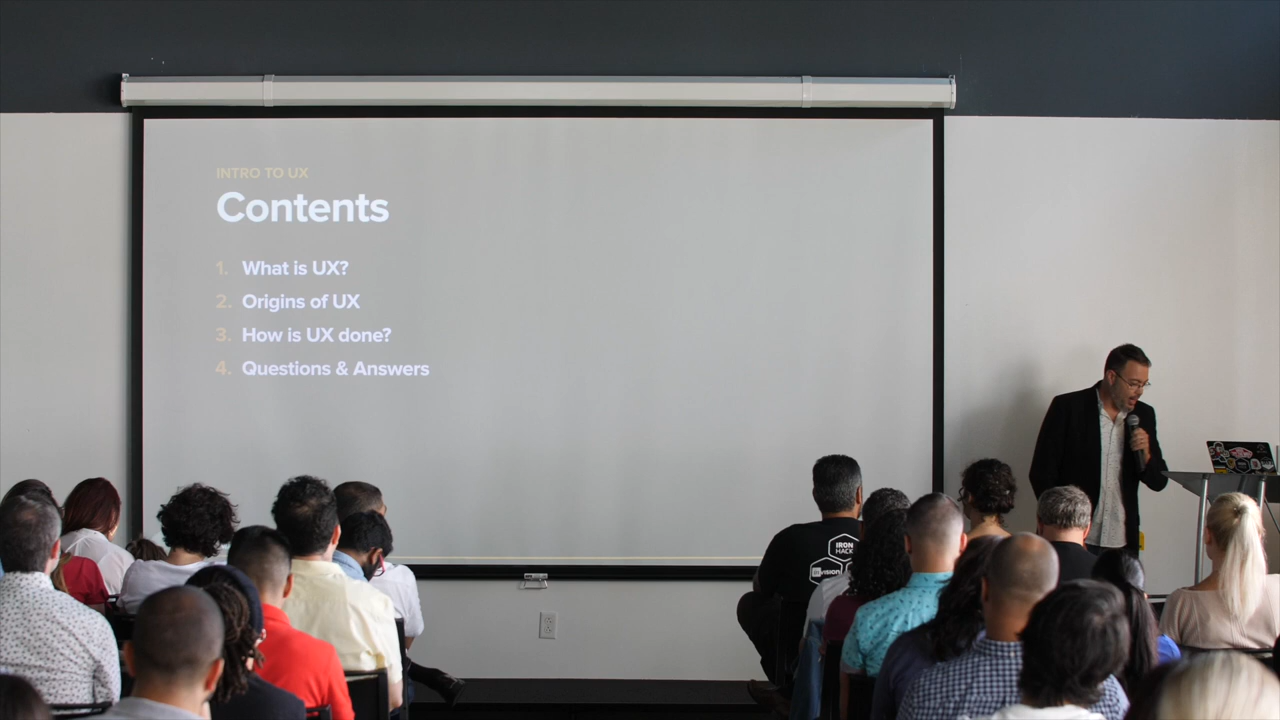 INTRO TO UX
Contents
1. What is UX?
2. Origins of UX
3. How is UX done?
4. Questions & Answers
IRON
HACK
invision